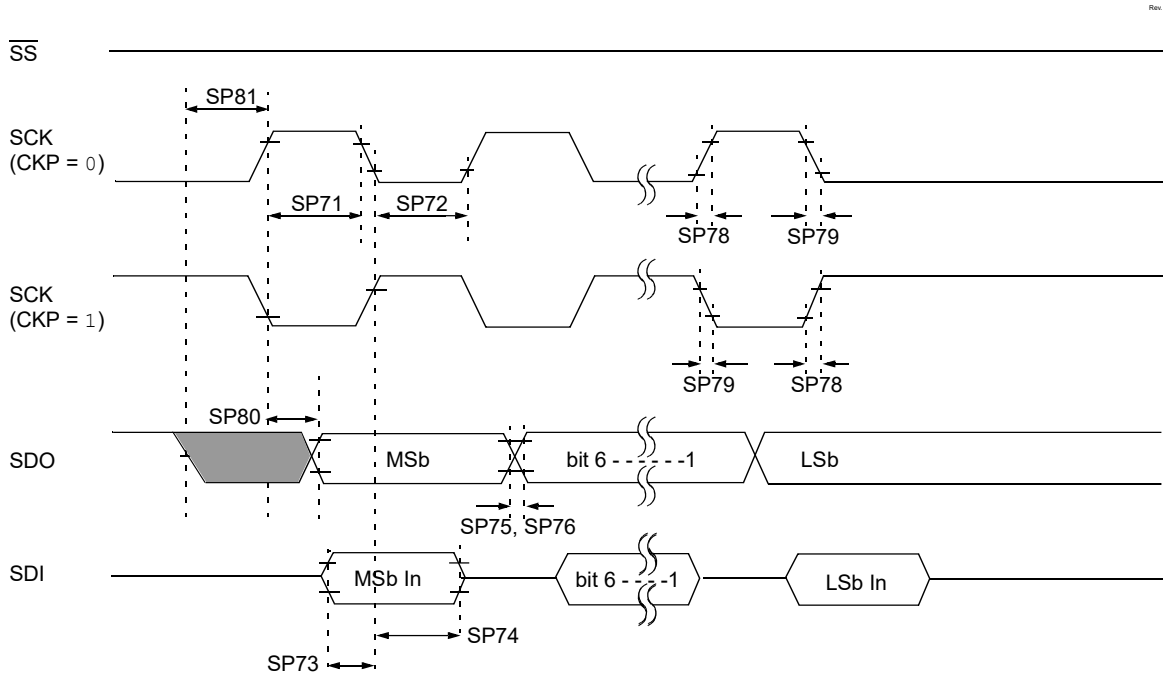 Rev.
SS
SP81
SCK
(CKP = 0)
SP71
SP72
SP78
SP79
SCK
(CKP = 1)
SP79
SP78
SP80
SDO
MSb
bit 6 - - - - - -1
LSb
SP75, SP76
SDI
MSb In
bit 6 - - - - -1
LSb In
SP74
SP73